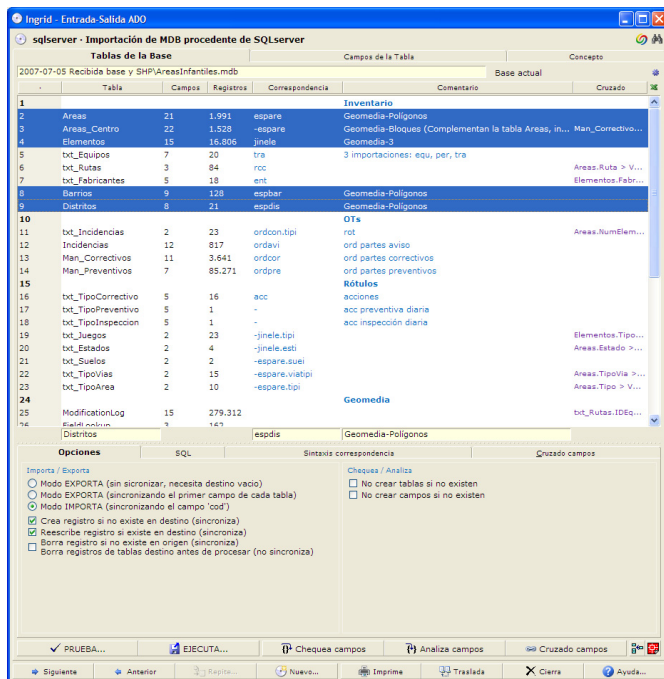 Ingrid - Entrada-Salida ADO
sqlserver · Importación de MDB procedente de SQLserver
Tablas de la Base Campos de la Tabla Concepto
2007-07-05 Recibida base y SHP\AreasInfantiles.mdb Base actual
- Tabla Campos Registros Correspondencia Comentario Cruzado
1 Inventario
2 Areas 21 1.991 espare Geomedia-Polígonos
3 Areas_Centro 22 1.528 -espare Geomedia-Bloques (Complementan la tabla Areas, in... Man_Correctivo...
4 Elementos 15 16.806 jinele Geomedia-3
5 txt_Equipos 7 20 tra 3 importaciones: equ, per, tra
6 txt_Rutas 3 84 rcc Areas.Ruta > V...
7 txt_Fabricantes 5 18 ent Elementos.Fabr...
8 Barrios 9 128 espbar Geomedia-Polígonos
9 Distritos 8 21 espdis Geomedia-Polígonos
10 OTs
11 txt_Incidencias 2 23 ordcon.tipi rot Areas.NumElem...
12 Incidencias 12 817 ordavi ord partes aviso
13 Man_Correctivos 11 3.641 ordcor ord partes correctivos
14 Man_Preventivos 7 85.271 ordpre ord partes preventivos
15 Rótulos
16 txt_TipoCorrectivo 5 16 acc acciones
17 txt_TipoPreventivo 5 1 - acc preventiva diaria
18 txt_TipoInspeccion 5 1 - acc inspección diaria
19 txt_Juegos 2 23 -jinele.tipi Elementos.Tipo...
20 txt_Estados 2 4 -jinele.esti Areas.Estado >...
21 txt_Suelos 2 2 -espare.suei
22 txt_TipoVias 2 15 -espare.viatipi Areas.TipoVia >...
23 txt_TipoArea 2 10 -espare.tipi Areas.Tipo > V...
24 Geomedia
25 ModificationLog 15 279.312 txt_Rutas.IDEq...
26 FieldLookup 3 162
Distritos espdis Geomedia-Polígonos
Opciones SQL Sintaxis correspondencia Cruzado campos
Importa / Exporta Chequea / Analiza
Modo EXPORTA (sin sicronizar, necesita destino vacio) No crear tablas si no existen
Modo EXPORTA (sincronizando el primer campo de cada tabla) No crear campos si no existen
Modo IMPORTA (sincronizando el campo 'cod')
Crea registro si no existe en destino (sincroniza)
Reescribe registro si existe en destino (sincroniza)
Borra registro si no existe en origen (sincroniza)
Borra registros de tablas destino antes de procesar (no sincroniza)
PRUEBA... EJECUTA... Chequea campos Analiza campos Cruzado campos
Siguiente Anterior Repite... Nuevo... Imprime Traslada Cierra Ayuda...